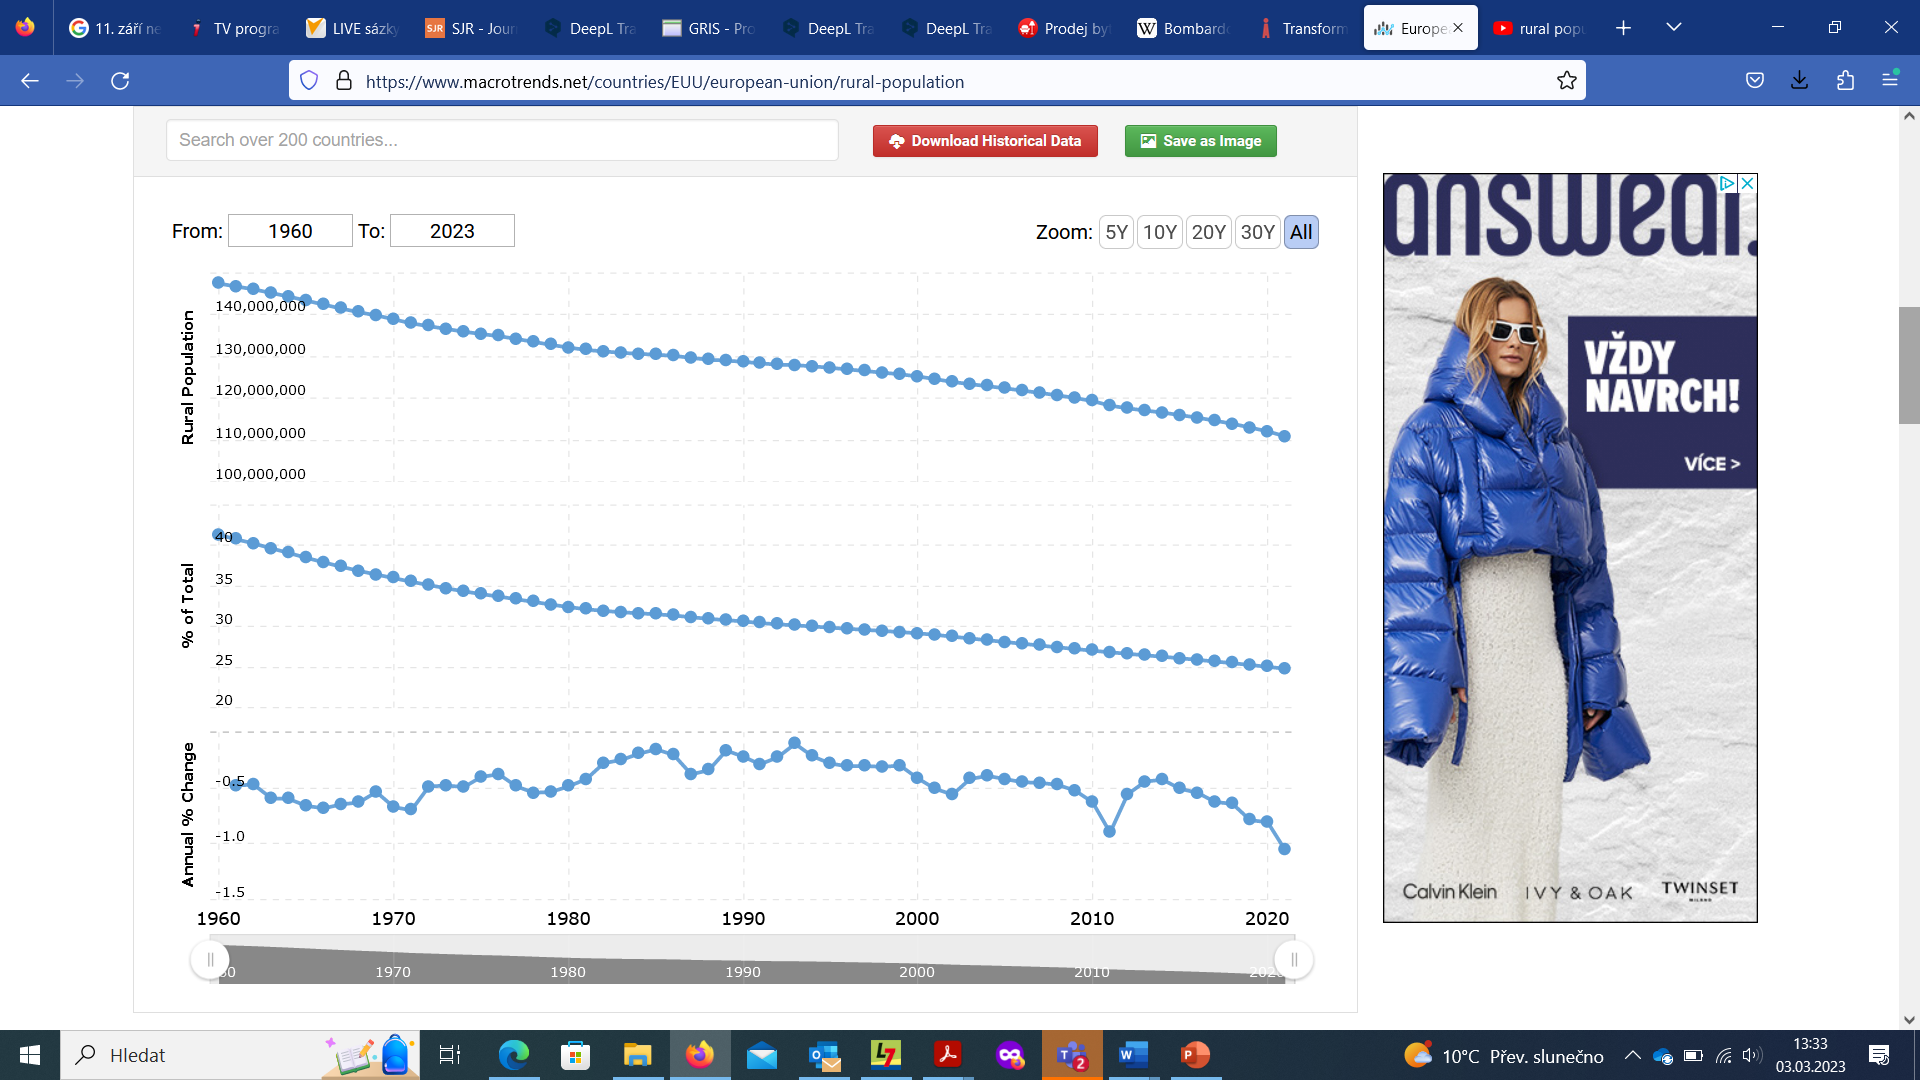 11. září ne
TV progra
LIVE sázky
SJR - Jour
DeepL Tra
GRIS - Pro
DeepL Tra
DeepL Tra
Prodej by
Bombard
Transform
Europe
rural popu
https://www.macrotrends.net/countries/EUU/european-union/rural-population
Search over 200 countries...
Download Historical Data
Save as Image
From: 1960 To: 2023
Zoom: 5Y 10Y 20Y 30Y All
Rural Population
140,000,000
130,000,000
120,000,000
110,000,000
100,000,000
% of Total
40
35
30
25
20
Annual % Change
-0.5
-1.0
-1.5
1960 1970 1980 1990 2000 2010 2020
1970 1980 1990 2000 2010
answear.
VŽDY
NAVRCH!
VÍCE >
Calvin Klein IVY & OAK TWINSET
MILANO
Hledat
2
10°C Přev. slunečno
13:33
03.03.2023